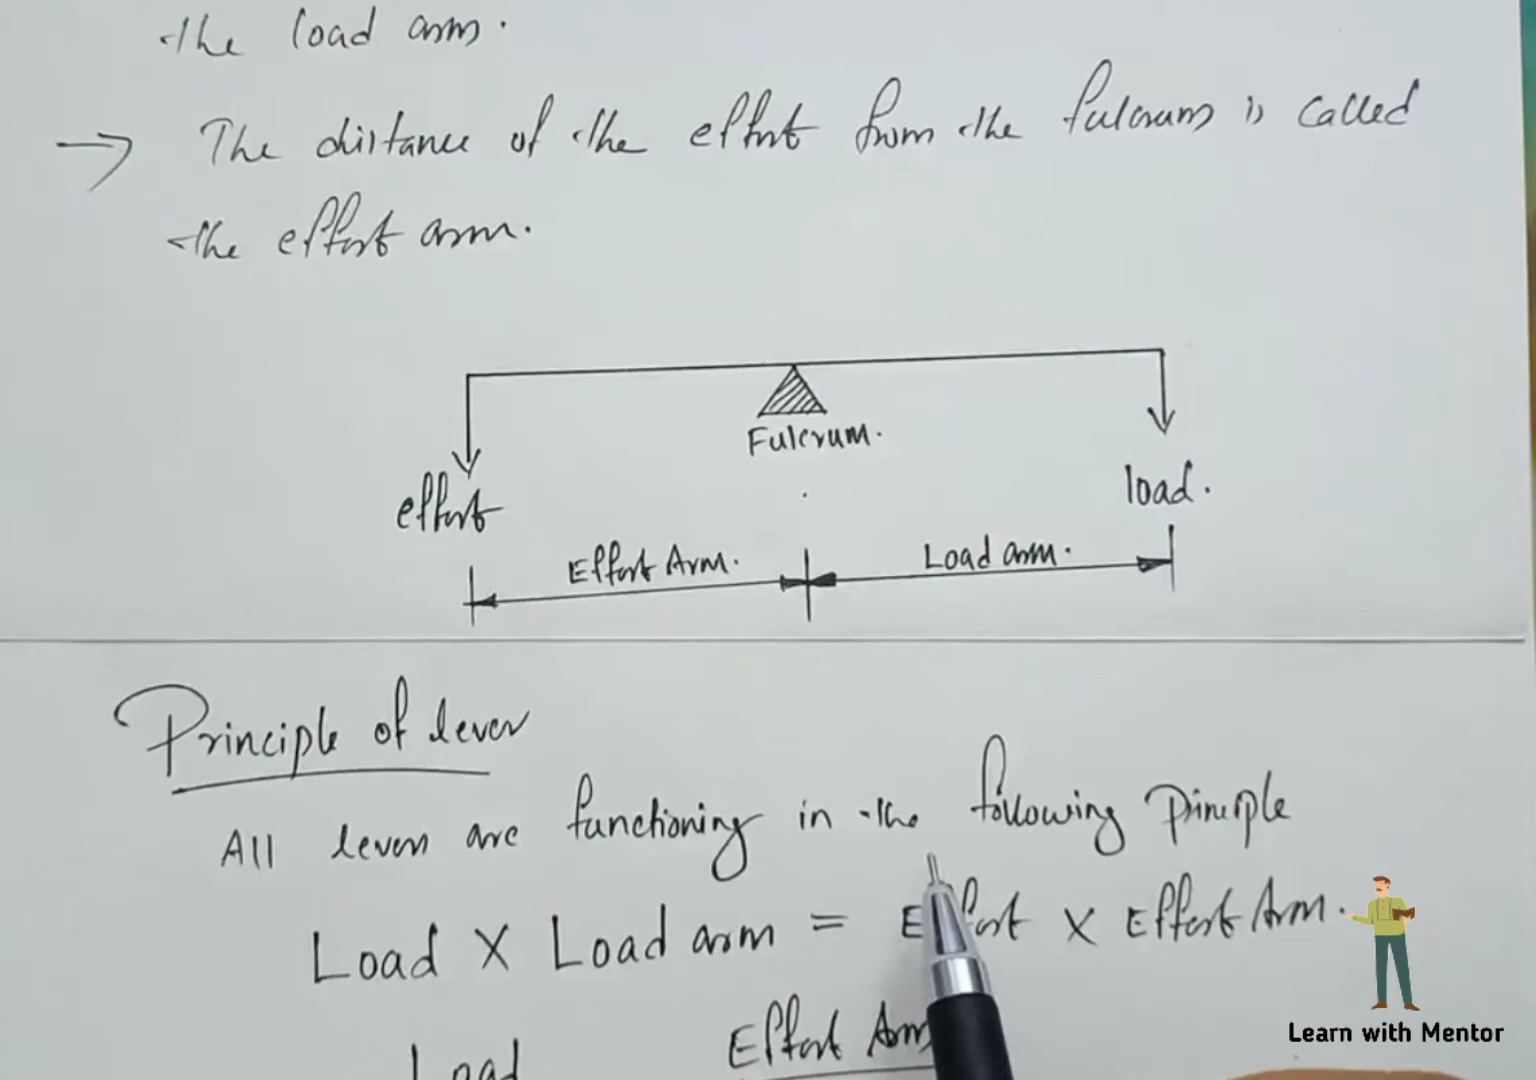 the load arm.
→ The distance of the effort from the fulcrum is called
the effort arm.
Fulcrum.
effort
load.
Effort Arm.
Load arm.
Principle of lever
All levers are functioning in the following Principle
Load X Load arm = Effort X Effort Arm.
Load
Effort Arm
Learn with Mentor